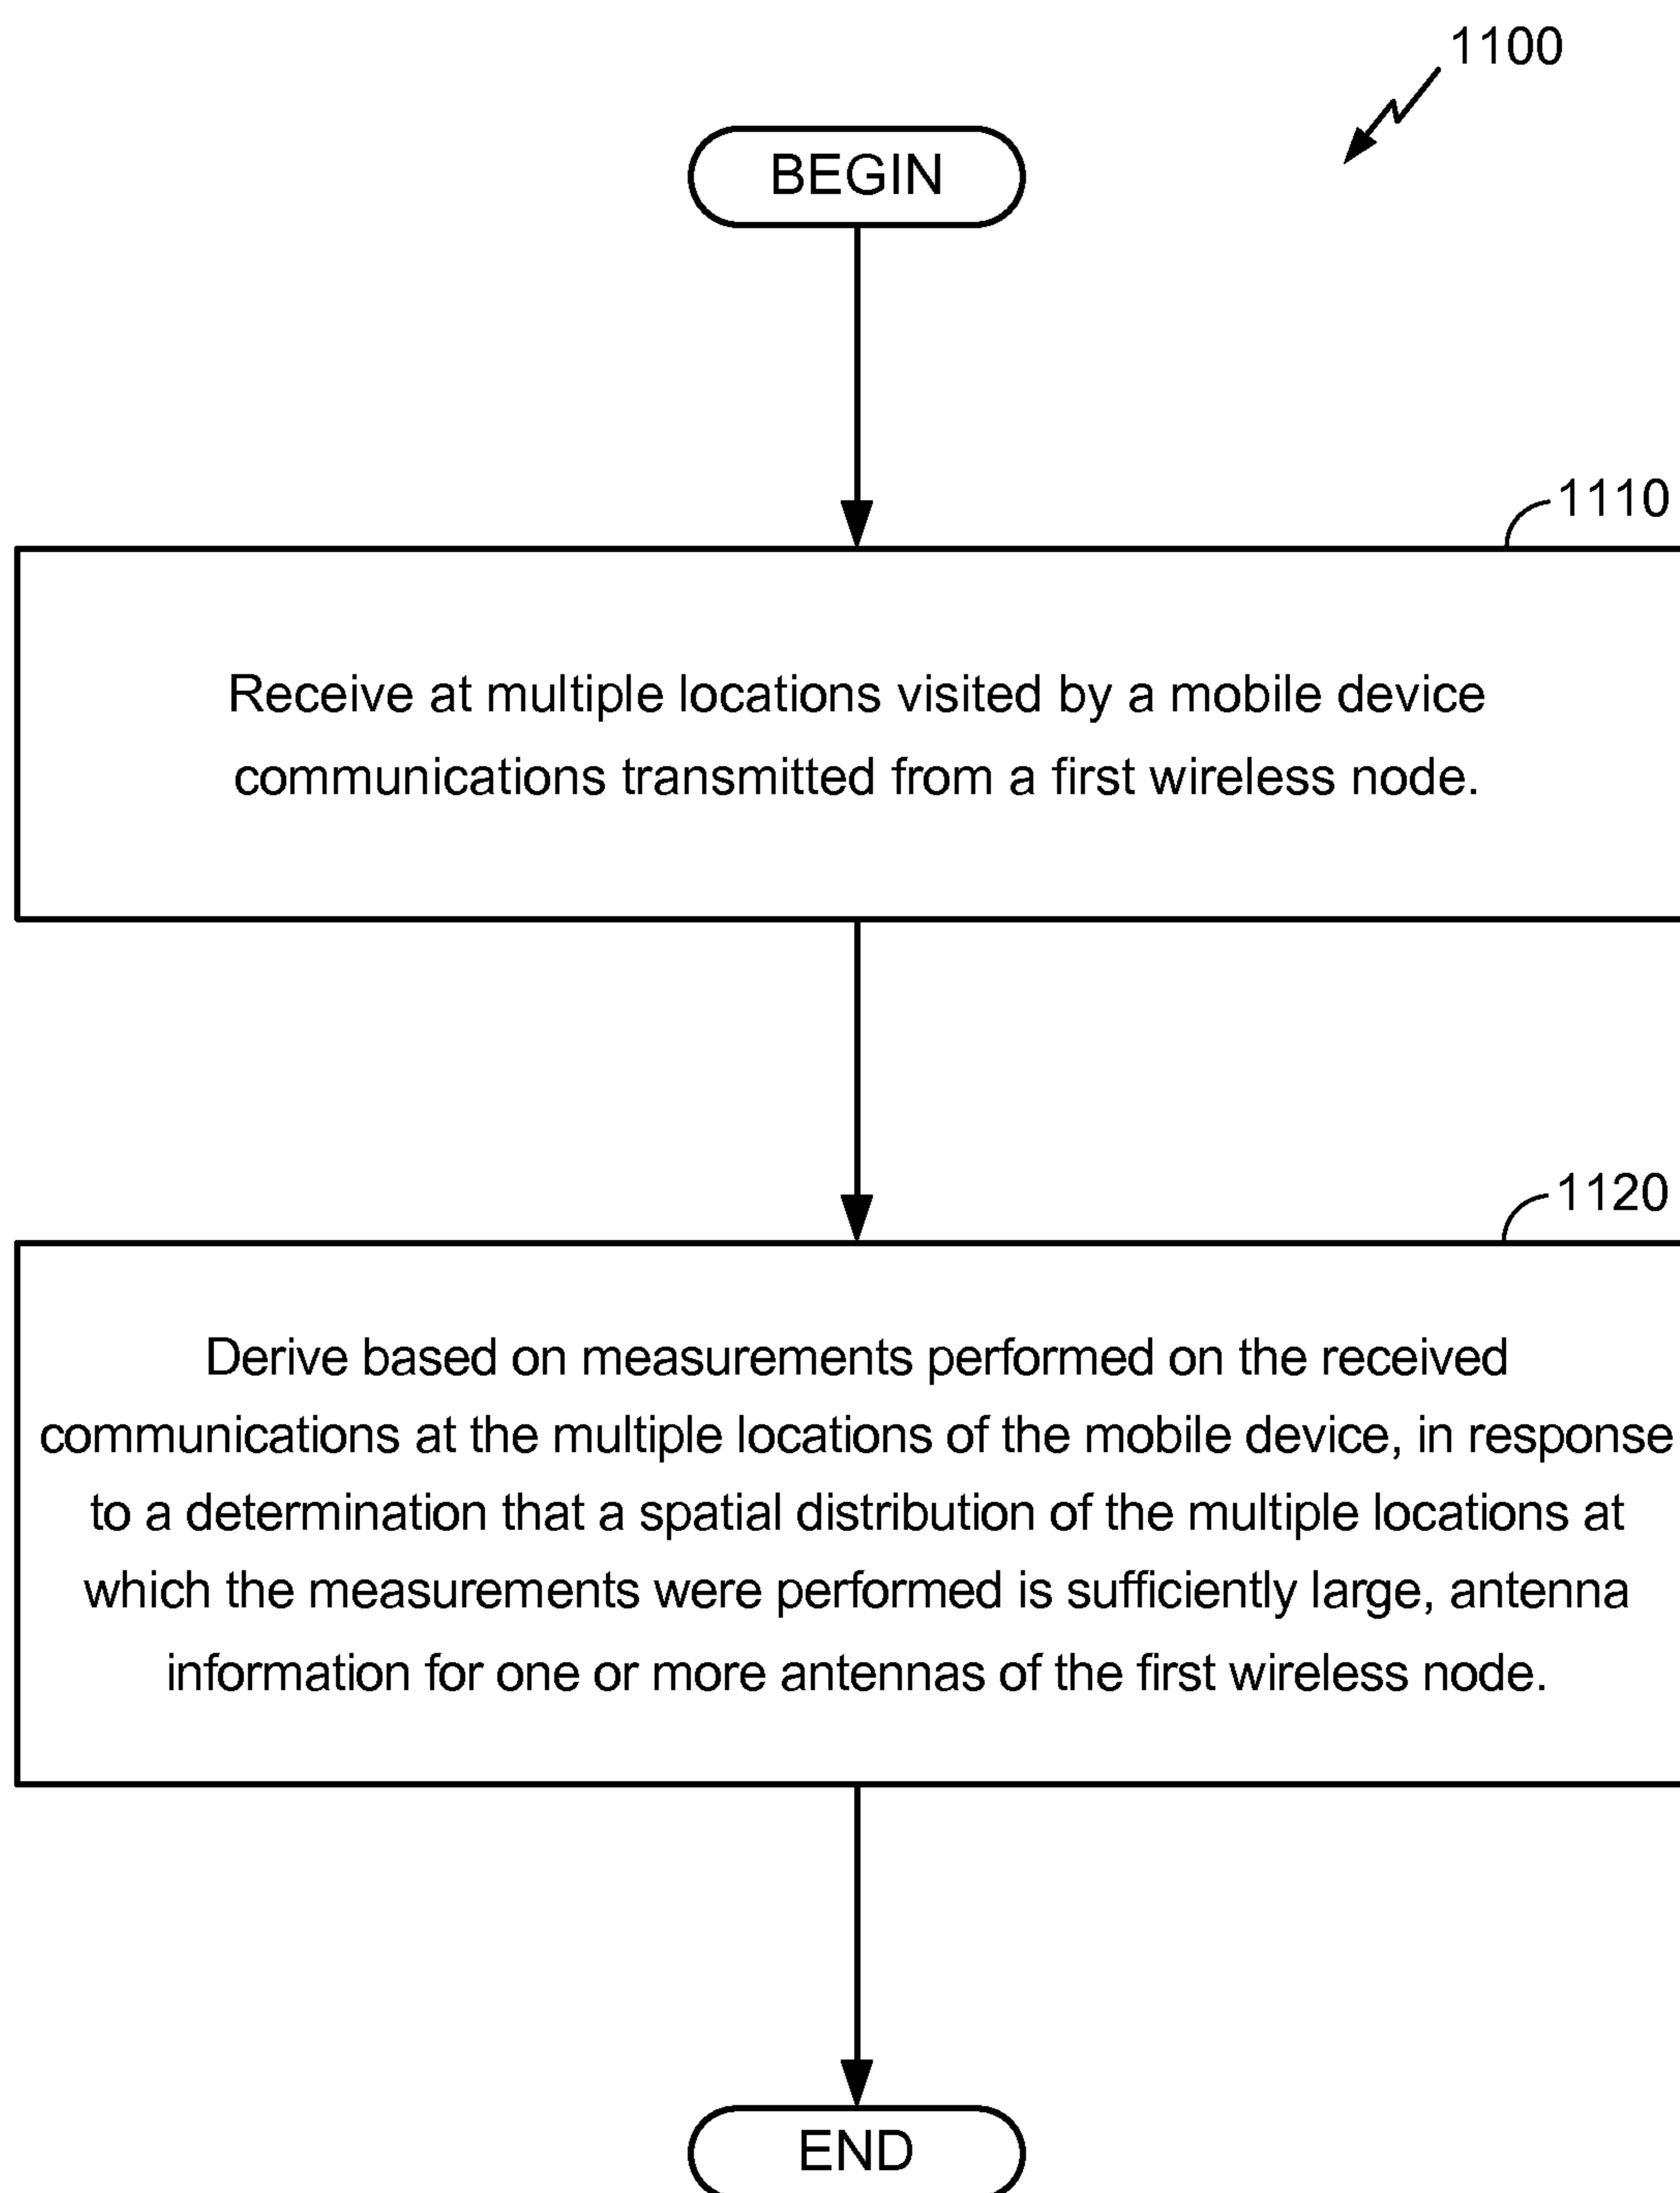 1100
BEGIN
1110
Receive at multiple locations visited by a mobile device
communications transmitted from a first wireless node.
1120
Derive based on measurements performed on the received
communications at the multiple locations of the mobile device, in response
to a determination that a spatial distribution of the multiple locations at
which the measurements were performed is sufficiently large, antenna
information for one or more antennas of the first wireless node.
END